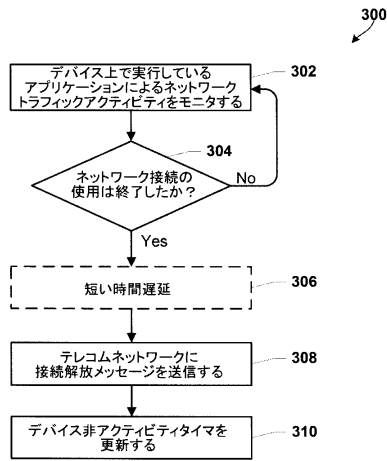 300
デバイス上で実行している
アプリケーションによるネットワーク
トラフィックアクティビティをモニタする
302
ネットワーク接続の
使用は終了したか？
304
No
Yes
短い時間遅延
306
テレコムネットワークに
接続解放メッセージを送信する
308
デバイス非アクティビティタイマを
更新する
310